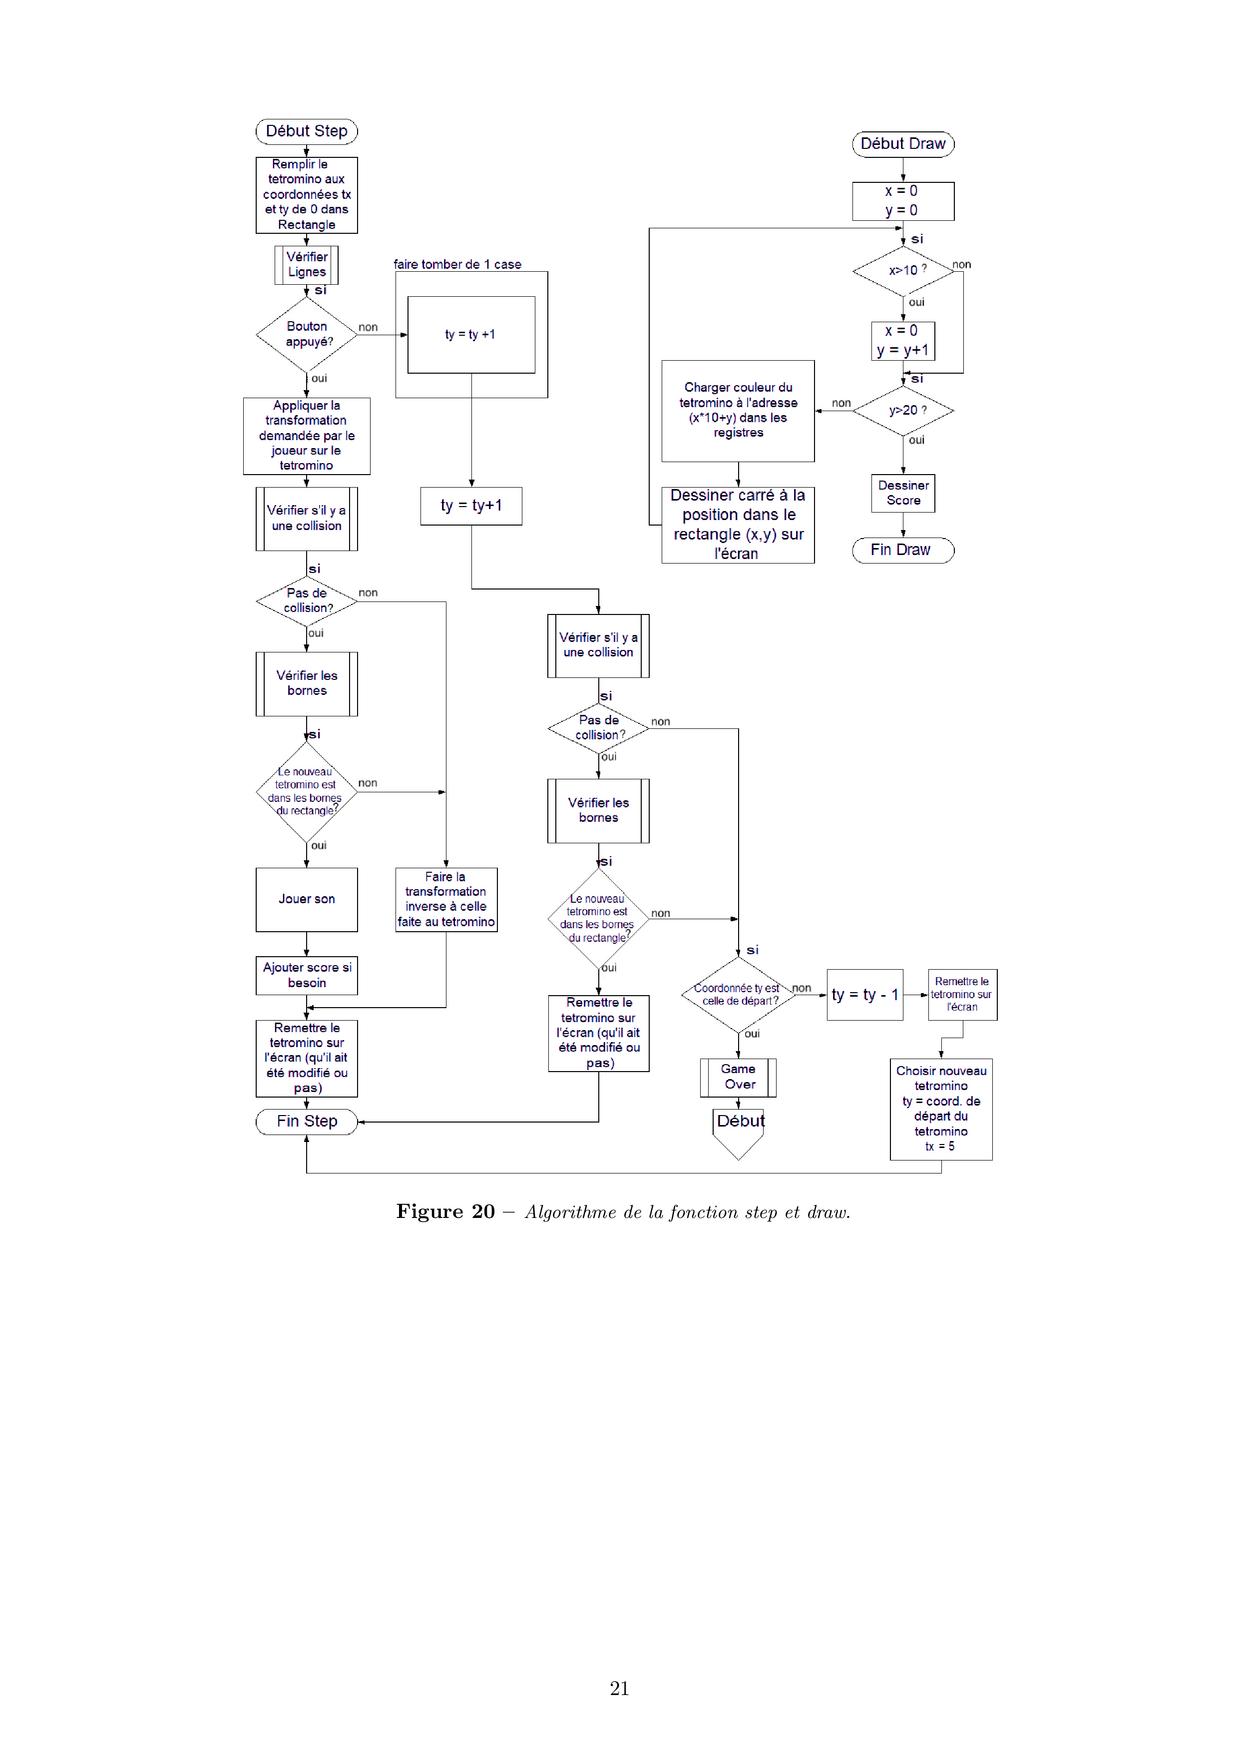 Début Step
Remplir le
tetromino aux
coordonnées tx
et ty de 0 dans
Rectangle
Vérifier
Lignes
si
Bouton
appuyé?
non
oui
faire tomber de 1 case
ty = ty +1
Appliquer la
transformation
demandée par le
joueur sur le
tetromino
Vérifier s'il y a
une collision
ty = ty+1
si
Pas de
collision?
non
oui
Vérifier les
bornes
si
Le nouveau
tetromino est
dans les bornes
du rectangle?
non
oui
Jouer son
Faire la
transformation
inverse à celle
faite au tetromino
Ajouter score si
besoin
Remettre le
tetromino sur
l'écran (qu'il ait
été modifié ou
pas)
Fin Step
Vérifier s'il y a
une collision
si
Pas de
collision?
non
oui
Vérifier les
bornes
si
Le nouveau
tetromino est
dans les bornes
du rectangle?
non
oui
Remettre le
tetromino sur
l'écran (qu'il ait
été modifié ou
pas)
si
Coordonnée ty est
celle de départ?
non
oui
Game
Over
Début
ty = ty - 1
Remettre le
tetromino sur
l'écran
Choisir nouveau
tetromino
ty = coord. de
départ du
tetromino
tx = 5
Début Draw
x = 0
y = 0
si
x>10 ?
non
oui
x = 0
y = y+1
si
y>20 ?
non
oui
Charger couleur du
tetromino à l'adresse
(x*10+y) dans les
registres
Dessiner carré à la
position dans le
rectangle (x,y) sur
l'écran
Dessiner
Score
Fin Draw
Figure 20 – Algorithme de la fonction step et draw.
21